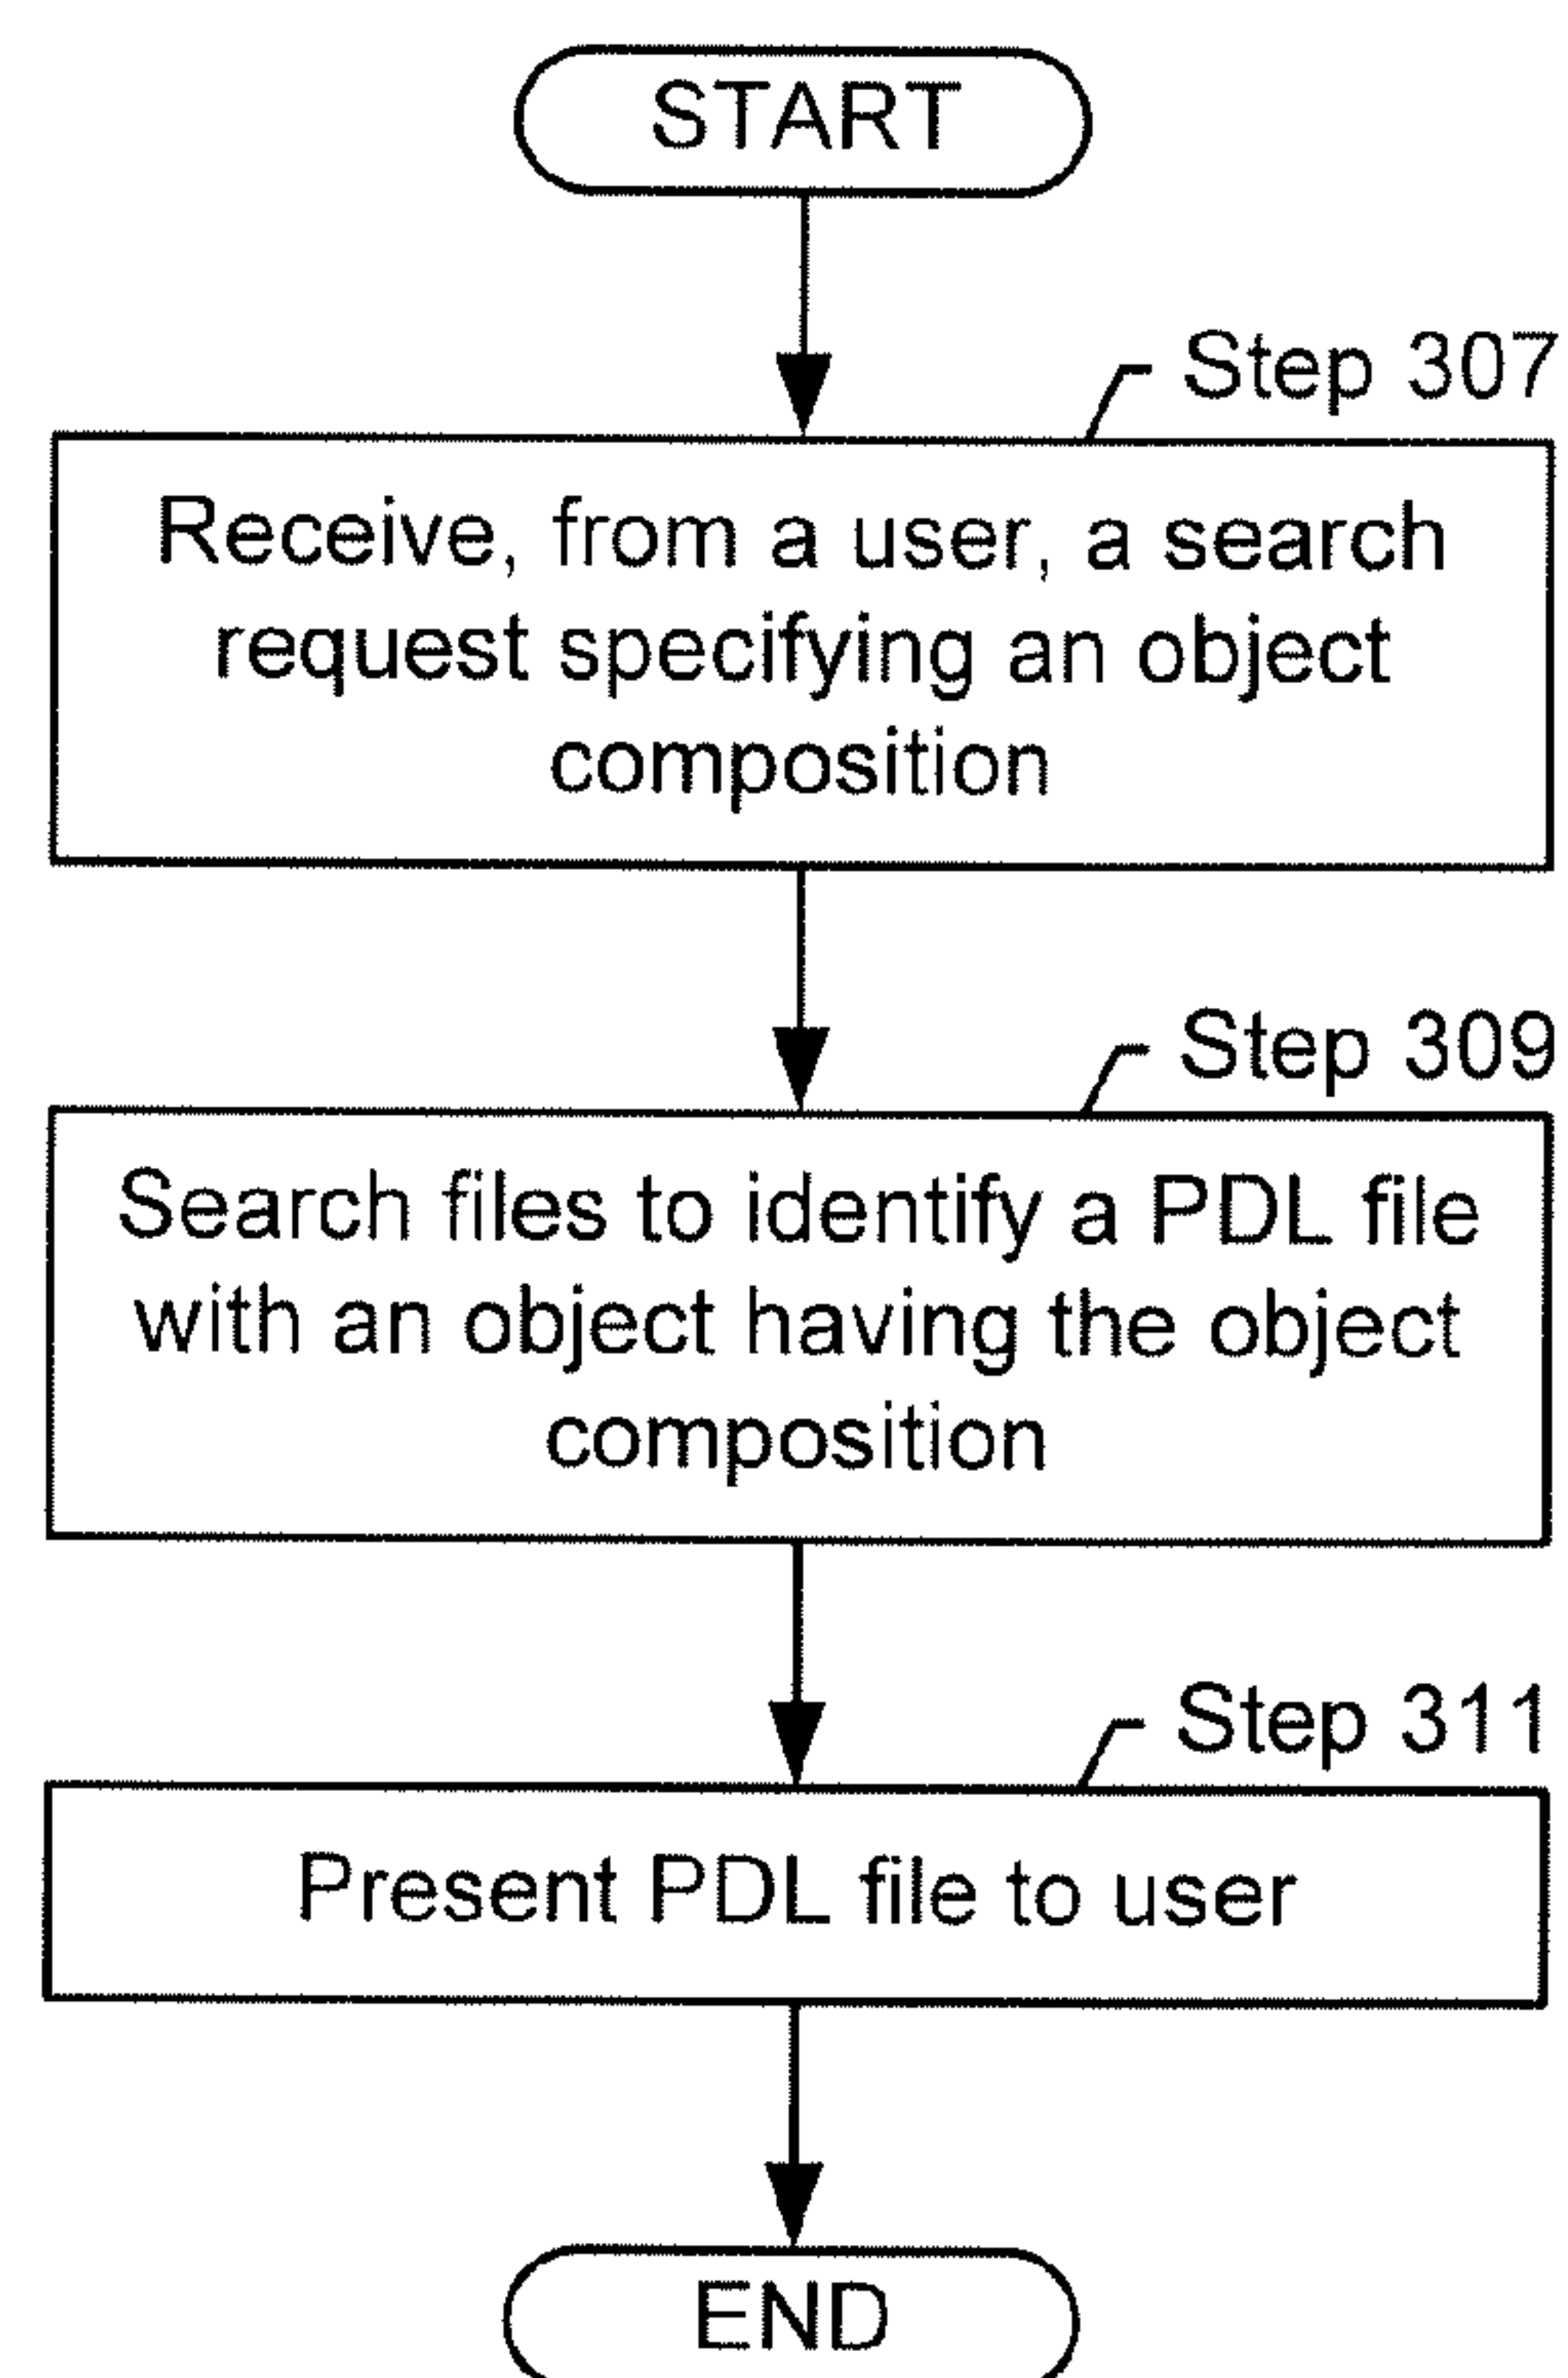 START
Step 307
Receive, from a user, a search
request specifying an object
composition
Step 309
Search files to identify a PDL file
with an object having the object
composition
Step 311
Present PDL file to user
END